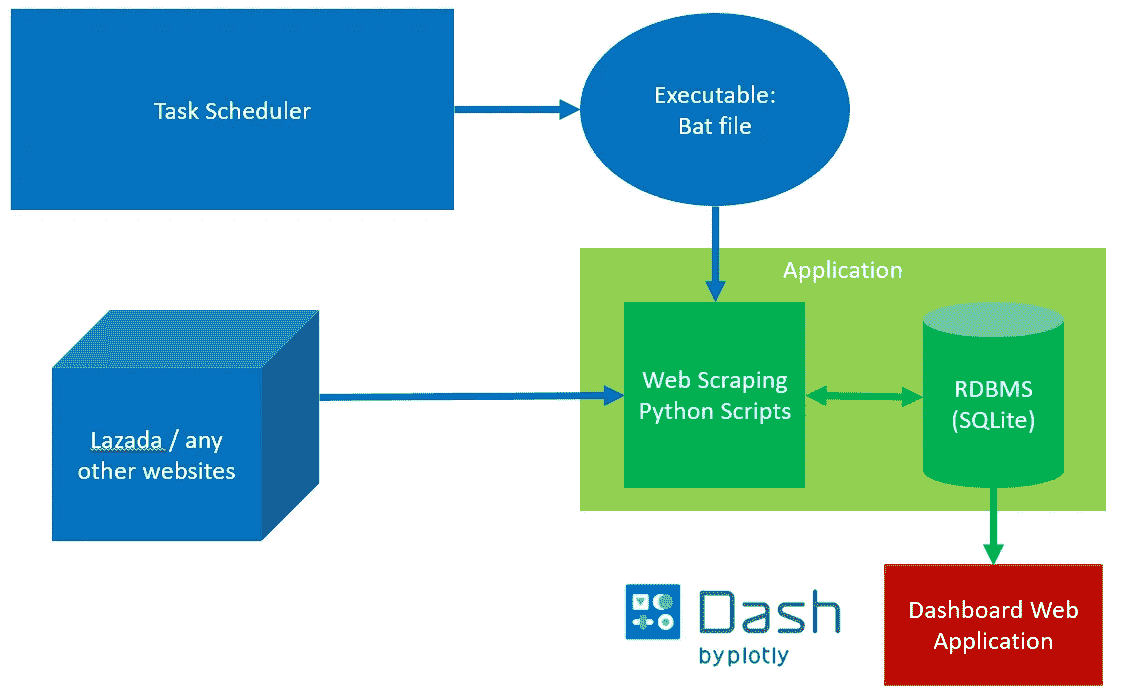 Task Scheduler
Executable:
Bat file
Application
Web Scraping
Python Scripts
RDBMS
(SQLite)
Lazada / any
other websites
Dash
by plotly
Dashboard Web
Application